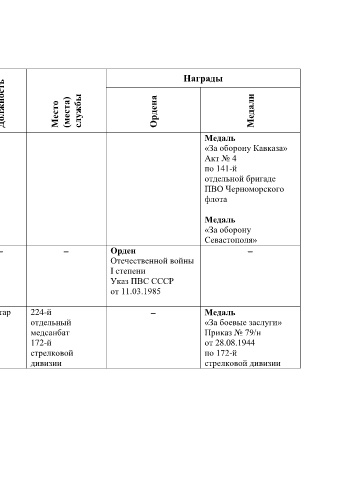 Должность
Место
(места)
службы
Награды
Ордена
Медали
Медаль
«За оборону Кавказа»
Акт № 4
по 141-й
отдельной бригаде
ПВО Черноморского
флота
Медаль
«За оборону
Севастополя»
–
–
Орден
Отечественной войны
I степени
Указ ПВС СССР
от 11.03.1985
–
тар
224-й
отдельный
медсанбат
172-й
стрелковой
дивизии
–
Медаль
«За боевые заслуги»
Приказ № 79/н
от 28.08.1944
по 172-й
стрелковой дивизии